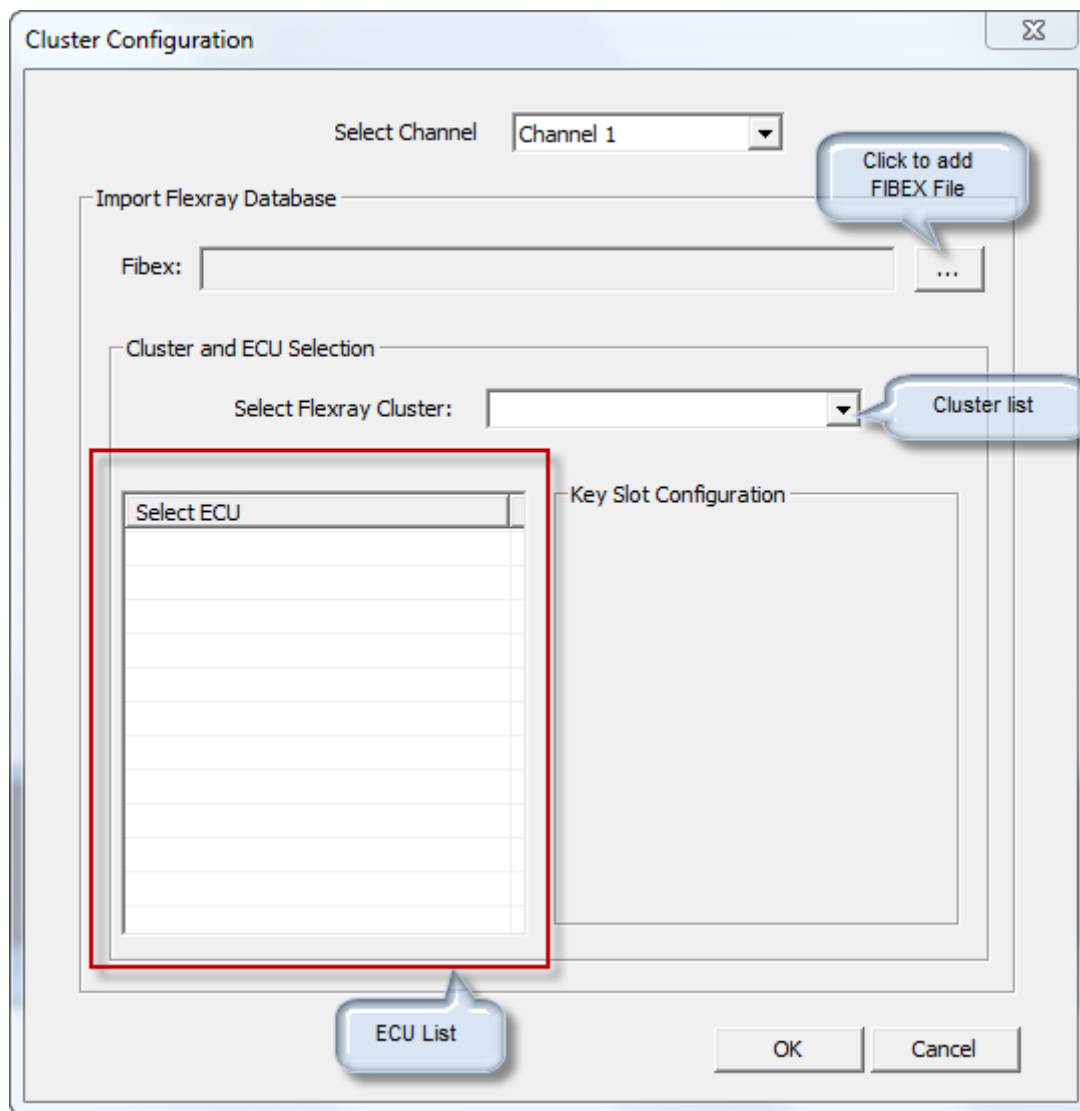 Cluster Configuration
Select Channel
Channel 1
Click to add
FIBEX File
Import Flexray Database
Fibex:
...
Cluster and ECU Selection
Select Flexray Cluster:
Cluster list
Select ECU
Key Slot Configuration
ECU List
OK
Cancel